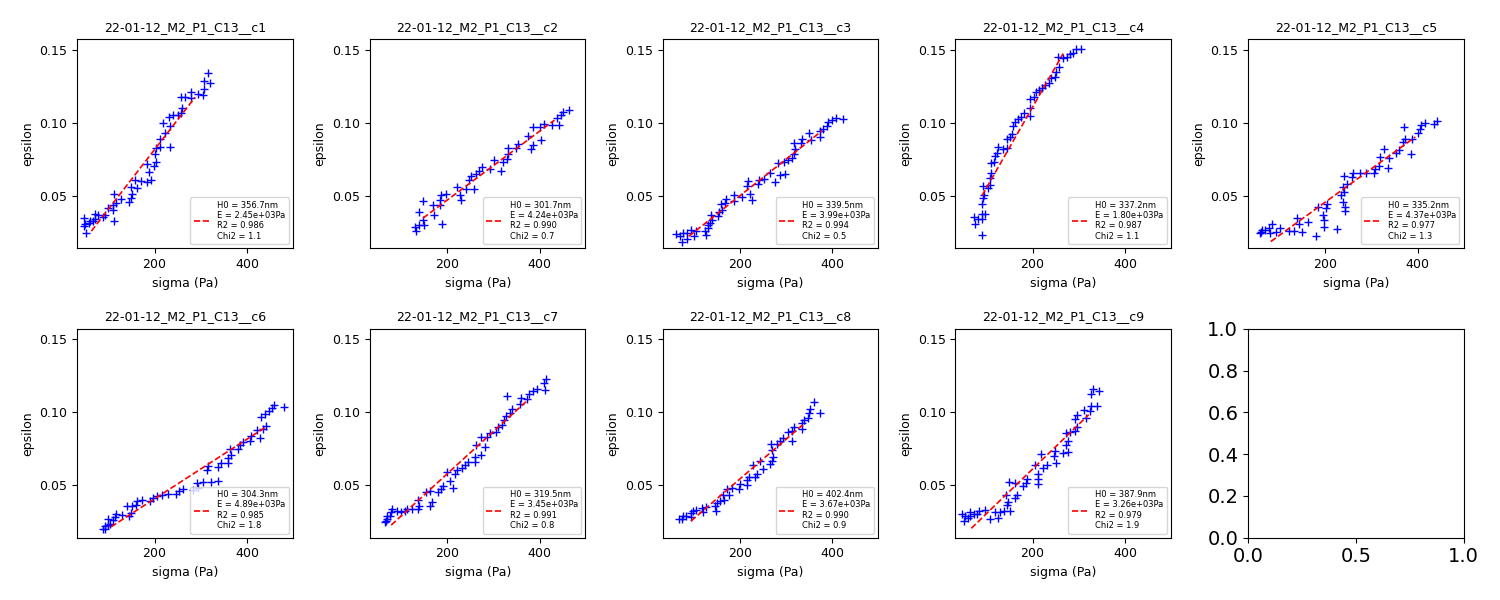 22-01-12_M2_P1_C13__c1
0.15
0.10
0.05
epsilon
200
400
sigma (Pa)
H0 = 356.7nm
E = 2.45e+03Pa
R2 = 0.986
Chi2 = 1.1
22-01-12_M2_P1_C13__c2
0.15
0.10
0.05
epsilon
200
400
sigma (Pa)
H0 = 301.7nm
E = 4.24e+03Pa
R2 = 0.990
Chi2 = 0.7
22-01-12_M2_P1_C13__c3
0.15
0.10
0.05
epsilon
200
400
sigma (Pa)
H0 = 339.5nm
E = 3.99e+03Pa
R2 = 0.994
Chi2 = 0.5
22-01-12_M2_P1_C13__c4
0.15
0.10
0.05
epsilon
200
400
sigma (Pa)
H0 = 337.2nm
E = 1.80e+03Pa
R2 = 0.987
Chi2 = 1.1
22-01-12_M2_P1_C13__c5
0.15
0.10
0.05
epsilon
200
400
sigma (Pa)
H0 = 335.2nm
E = 4.37e+03Pa
R2 = 0.977
Chi2 = 1.3
22-01-12_M2_P1_C13__c6
0.15
0.10
0.05
epsilon
200
400
sigma (Pa)
H0 = 304.3nm
E = 4.89e+03Pa
R2 = 0.985
Chi2 = 1.8
22-01-12_M2_P1_C13__c7
0.15
0.10
0.05
epsilon
200
400
sigma (Pa)
H0 = 319.5nm
E = 3.45e+03Pa
R2 = 0.991
Chi2 = 0.8
22-01-12_M2_P1_C13__c8
0.15
0.10
0.05
epsilon
200
400
sigma (Pa)
H0 = 402.4nm
E = 3.67e+03Pa
R2 = 0.990
Chi2 = 0.9
22-01-12_M2_P1_C13__c9
0.15
0.10
0.05
epsilon
200
400
sigma (Pa)
H0 = 387.9nm
E = 3.26e+03Pa
R2 = 0.979
Chi2 = 1.9
1.0
0.8
0.6
0.4
0.2
0.0
0.0
0.5
1.0